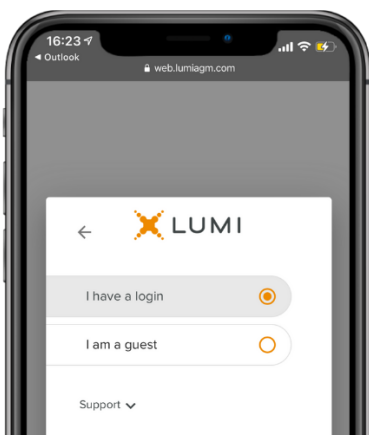 16:23
◀ Outlook
web.lumiagm.com
LUMI
I have a login
I am a guest
Support